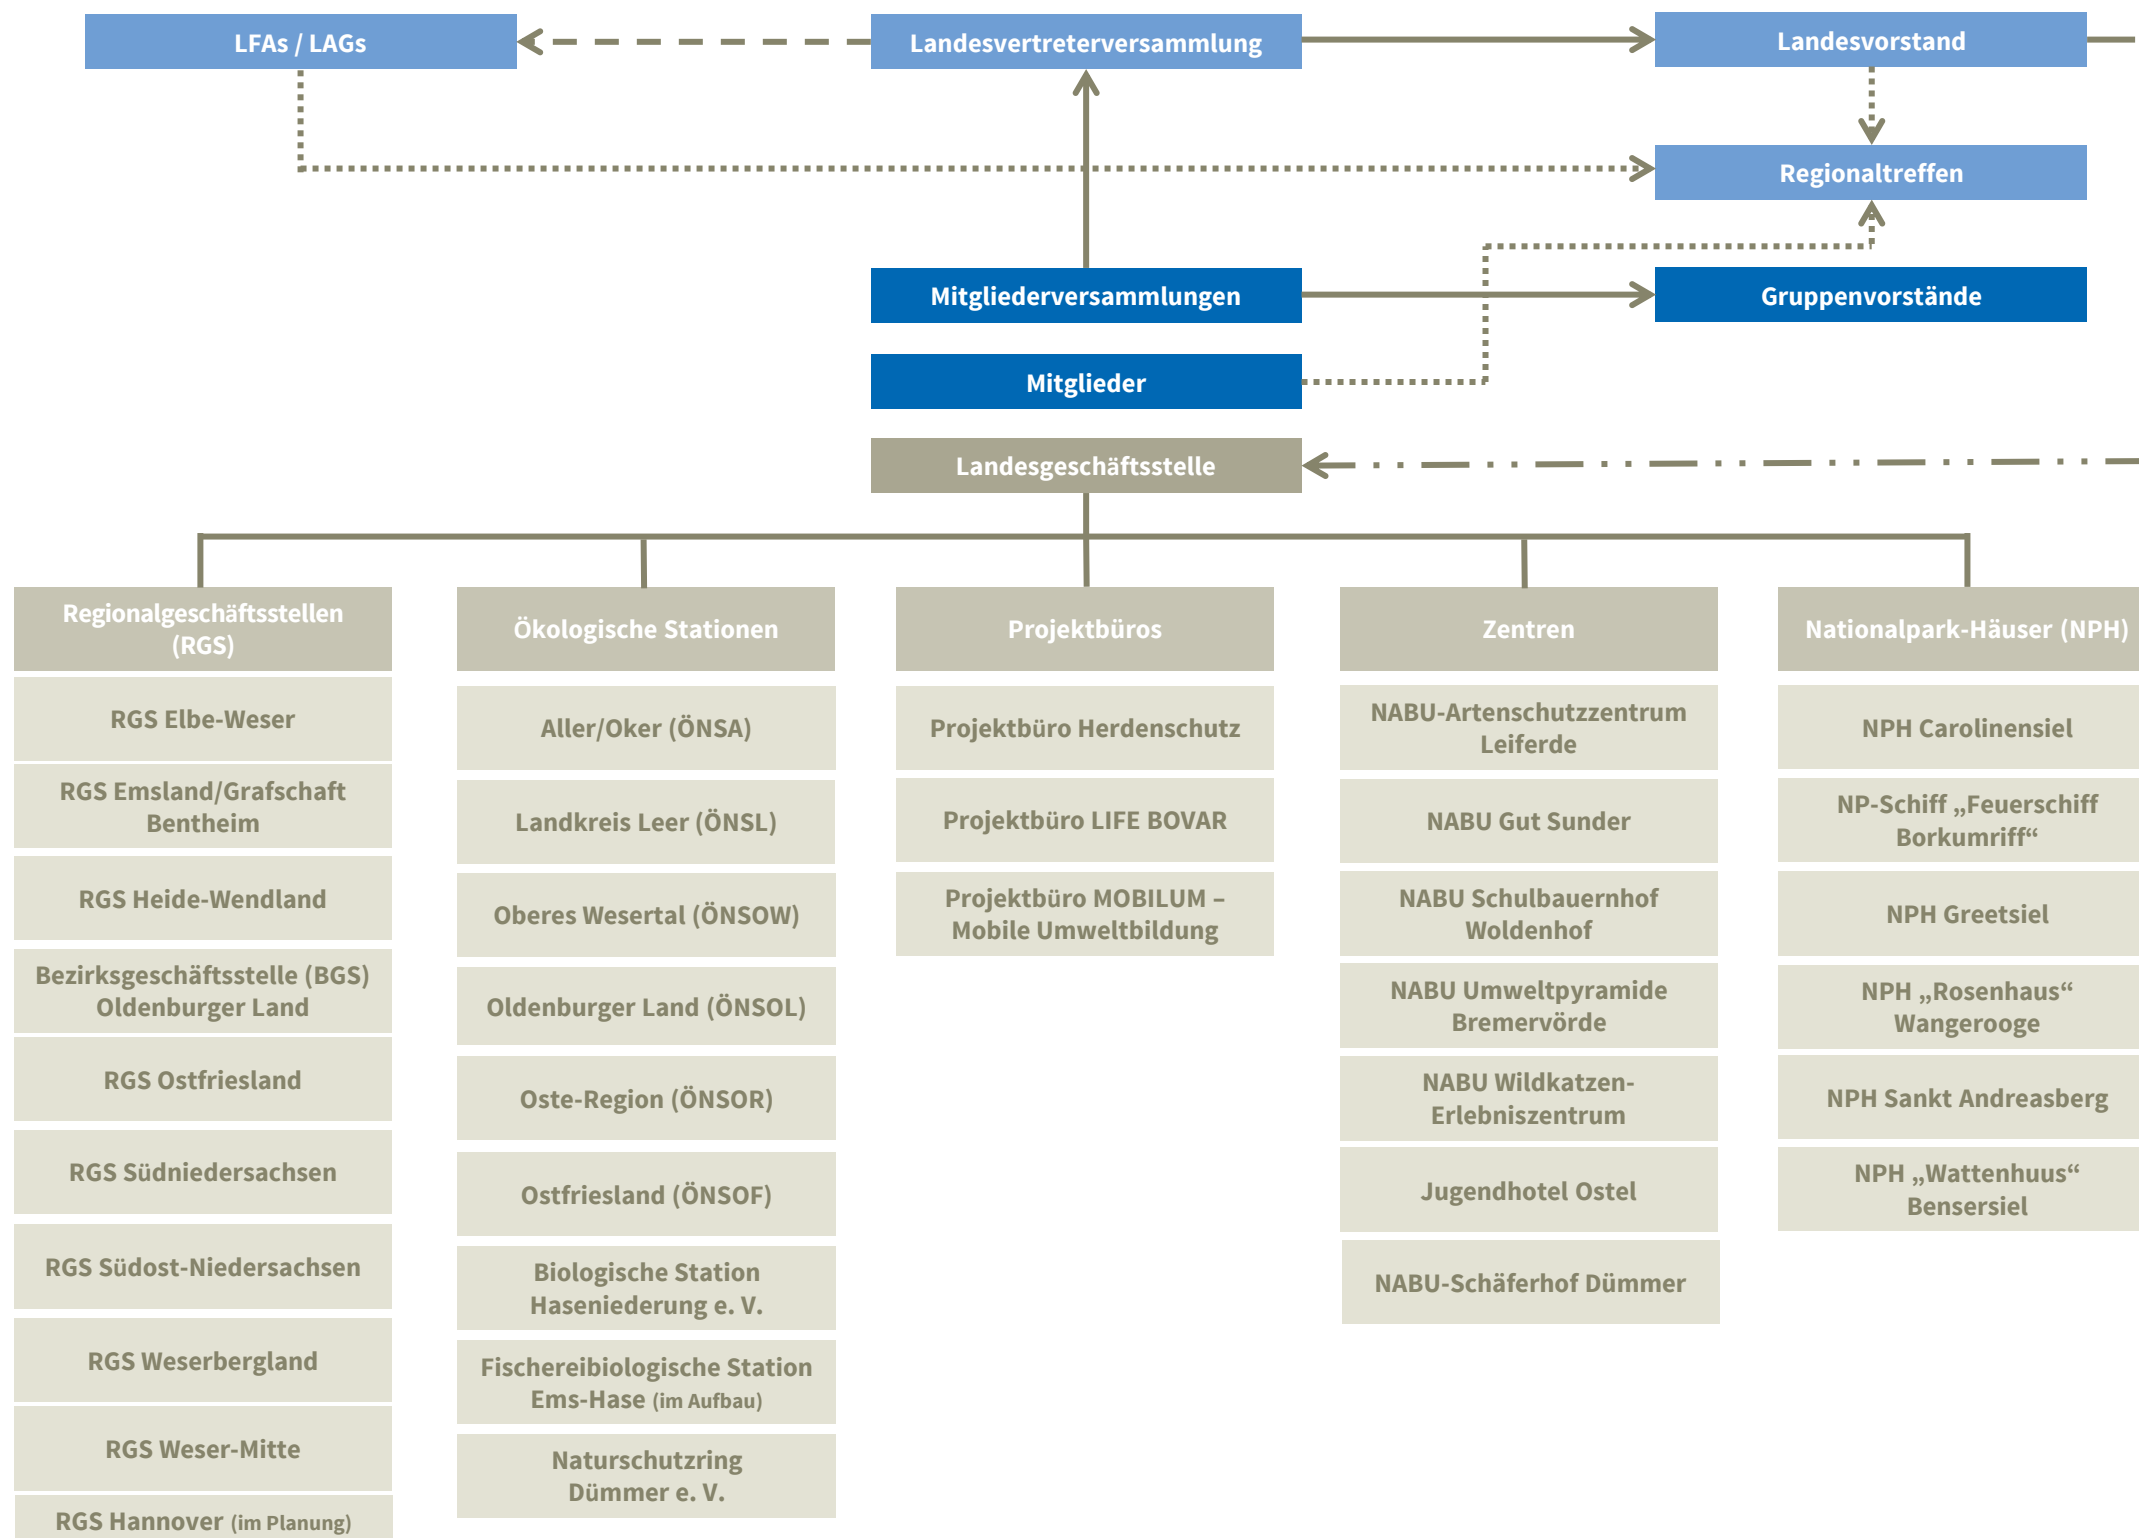 LFAs / LAGs
Landesvertreterversammlung
Landesvorstand
Regionaltreffen
Mitgliederversammlungen
Gruppenvorstände
Mitglieder
Landesgeschäftsstelle
Regionalgeschäftsstellen
(RGS)
RGS Elbe-Weser
RGS Emsland/Grafschaft
Bentheim
RGS Heide-Wendland
Bezirksgeschäftsstelle (BGS)
Oldenburger Land
RGS Ostfriesland
RGS Südniedersachsen
RGS Südost-Niedersachsen
RGS Weserbergland
RGS Weser-Mitte
RGS Hannover (im Planung)
Ökologische Stationen
Aller/Oker (ÖNSA)
Landkreis Leer (ÖNSL)
Oberes Wesertal (ÖNSOW)
Oldenburger Land (ÖNSOL)
Oste-Region (ÖNSOR)
Ostfriesland (ÖNSOF)
Biologische Station
Haseniederung e. V.
Fischereibiologische Station
Ems-Hase (im Aufbau)
Naturschutzring
Dümmer e. V.
Projektbüros
Projektbüro Herdenschutz
Projektbüro LIFE BOVAR
Projektbüro MOBILUM –
Mobile Umweltbildung
Zentren
NABU-Artenschutzzentrum
Leiferde
NABU Gut Sunder
NABU Schulbauernhof
Woldenhof
NABU Umweltpyramide
Bremervörde
NABU Wildkatzen-
Erlebniszentrum
Jugendhotel Ostel
NABU-Schäferhof Dümmer
Nationalpark-Häuser (NPH)
NPH Carolinensiel
NP-Schiff „Feuerschiff
Borkumriff“
NPH Greetsiel
NPH „Rosenhaus“
Wangerooge
NPH Sankt Andreasberg
NPH „Wattenhuus“
Bensersiel